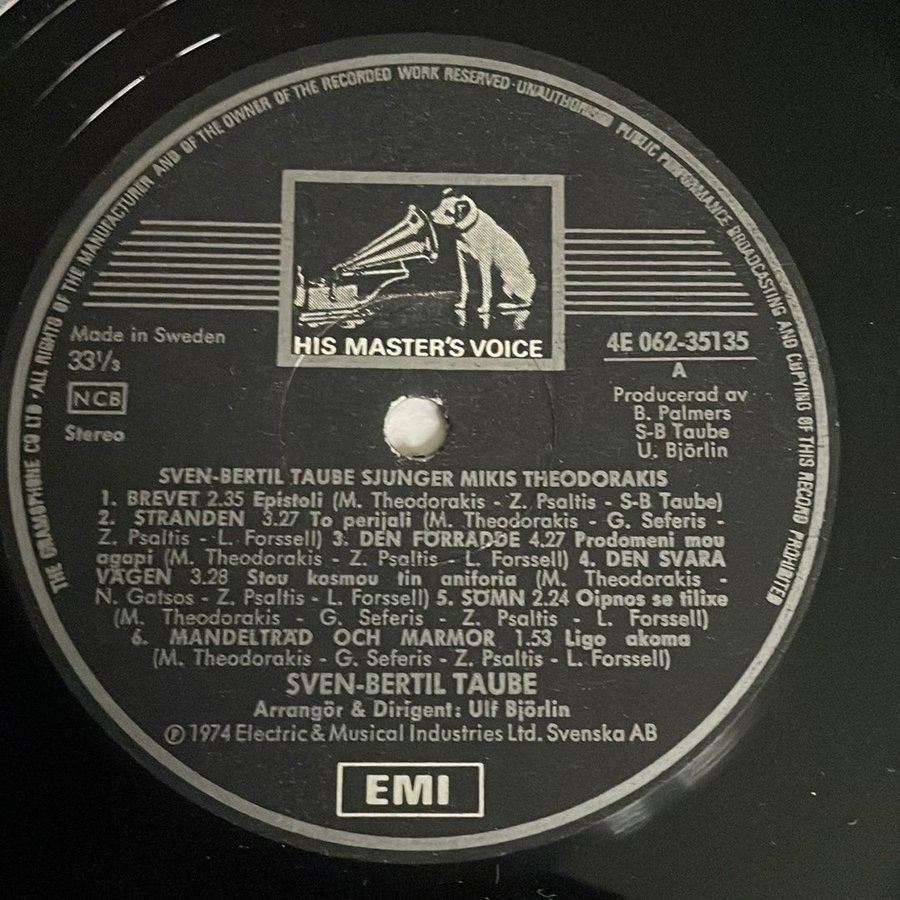 THE GRAMOPHONE CO LTD · ALL RIGHTS OF THE MANUFACTURER AND OF THE OWNER OF THE RECORDED WORK RESERVED · UNAUTHORISED PUBLIC PERFORMANCE BROADCASTING AND COPYING OF THIS RECORD PROHIBITED
HIS MASTER'S VOICE
Made in Sweden
33⅓
NCB
Stereo
4E 062-35135
A
Producerad av
B. Palmers
S-B Taube
U. Björlin
SVEN-BERTIL TAUBE SJUNGER MIKIS THEODORAKIS
1. BREVET 2.35 Epistoli (M. Theodorakis - Z. Psaltis - S-B Taube)
2. STRANDEN 3.27 To perijali (M. Theodorakis - G. Seferis -
Z. Psaltis - L. Forssell) 3. DEN FÖRRÅDDE 4.27 Prodomeni mou
agapi (M. Theodorakis - Z. Psaltis - L. Forssell) 4. DEN SVÅRA
VÄGEN 3.28 Stou kosmou tin aniforia (M. Theodorakis -
N. Gatsos - Z. Psaltis - L. Forssell) 5. SÖMN 2.24 Oipnos se tilixe
(M. Theodorakis - G. Seferis - Z. Psaltis - L. Forssell)
6. MANDELTRÄD OCH MARMOR 1.53 Ligo akoma
(M. Theodorakis - G. Seferis - Z. Psaltis - L. Forssell)
SVEN-BERTIL TAUBE
Arrangör & Dirigent: Ulf Björlin
℗ 1974 Electric & Musical Industries Ltd. Svenska AB
EMI